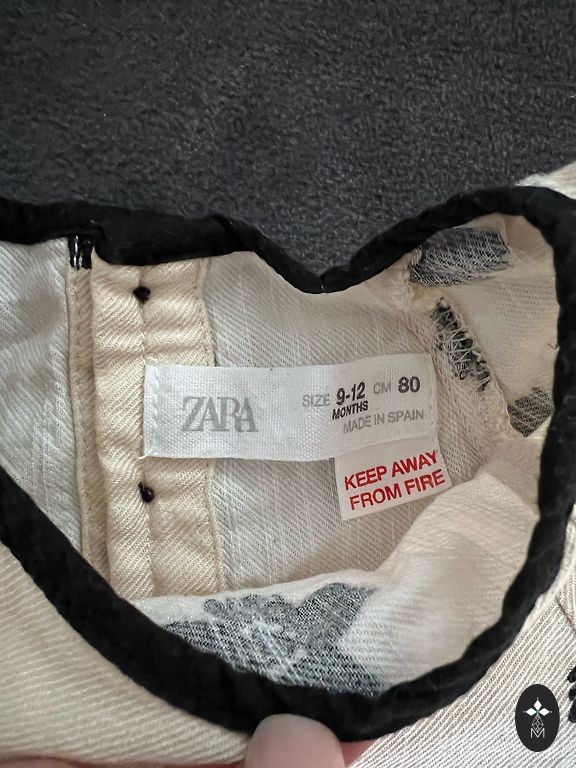 ZARA
SIZE 9-12 CM 80
MONTHS
MADE IN SPAIN
KEEP AWAY
FROM FIRE
M